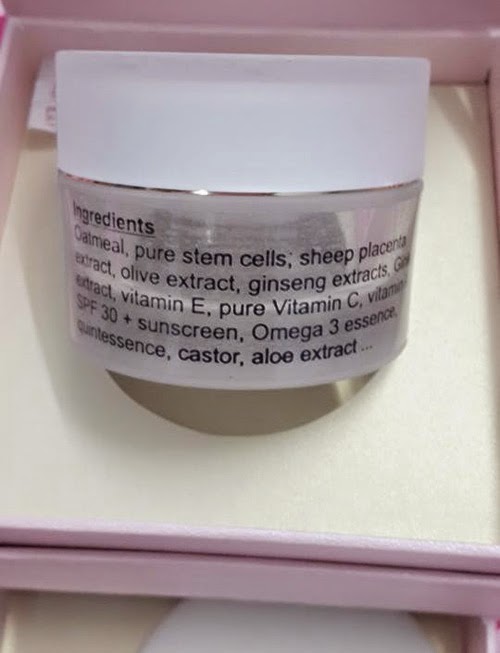 Ingredients
Oatmeal, pure stem cells, sheep placenta
extract, olive extract, ginseng extracts,
extract, vitamin E, pure Vitamin C, vitamin
SPF 30 + sunscreen, Omega 3 essence,
quintessence, castor, aloe extract ...